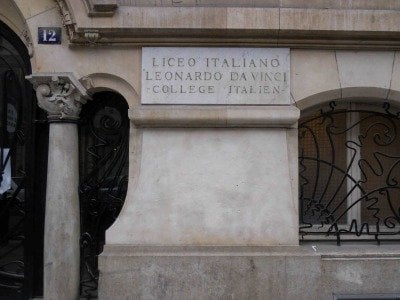 12
LICEO ITALIANO
LEONARDO DA VINCI
-COLLEGE ITALIEN-